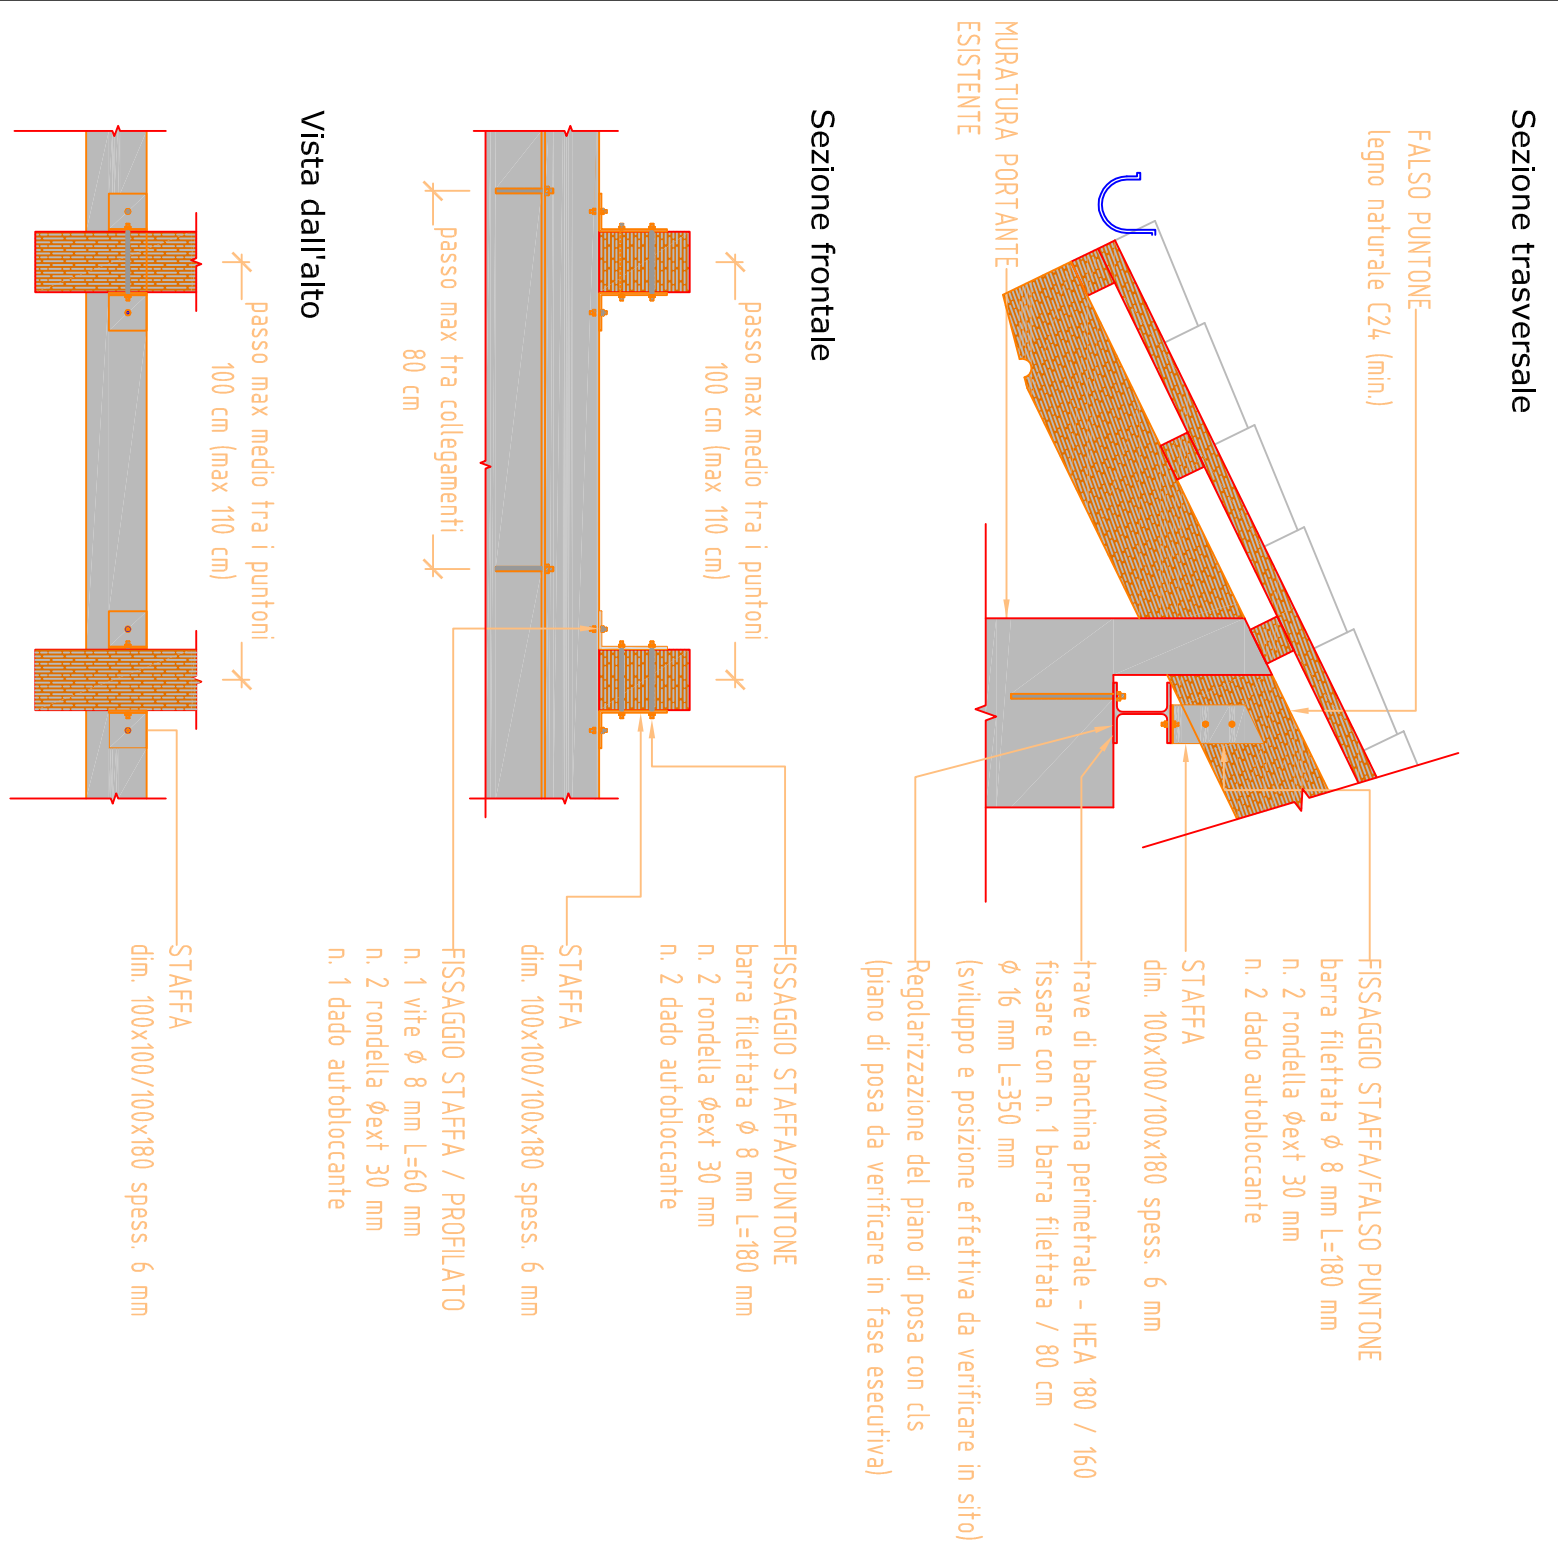 Sezione trasversale
FALSO PUNTONE
legno naturale C24 (min.)
MURATURA PORTANTE
ESISTENTE
FISSAGGIO STAFFA/FALSO PUNTONE
barra filettata Ø 8 mm L=180 mm
n. 2 rondella Øext 30 mm
n. 2 dado autobloccante
STAFFA
dim. 100x100/100x180 spess. 6 mm
trave di banchina perimetrale - HEA 180 / 160
fissare con n. 1 barra filettata / 80 cm
Ø 16 mm L=350 mm
(sviluppo e posizione effettiva da verificare in sito)
Regolarizzazione del piano di posa con cls
(piano di posa da verificare in fase esecutiva)
Sezione frontale
passo max medio fra i puntoni
100 cm (max 110 cm)
passo max fra collegamenti
80 cm
FISSAGGIO STAFFA/PUNTONE
barra filettata Ø 8 mm L=180 mm
n. 2 rondella Øext 30 mm
n. 2 dado autobloccante
STAFFA
dim. 100x100/100x180 spess. 6 mm
FISSAGGIO STAFFA / PROFILATO
n. 1 vite Ø 8 mm L=60 mm
n. 2 rondella Øext 30 mm
n. 1 dado autobloccante
Vista dall'alto
passo max medio fra i puntoni
100 cm (max 110 cm)
STAFFA
dim. 100x100/100x180 spess. 6 mm